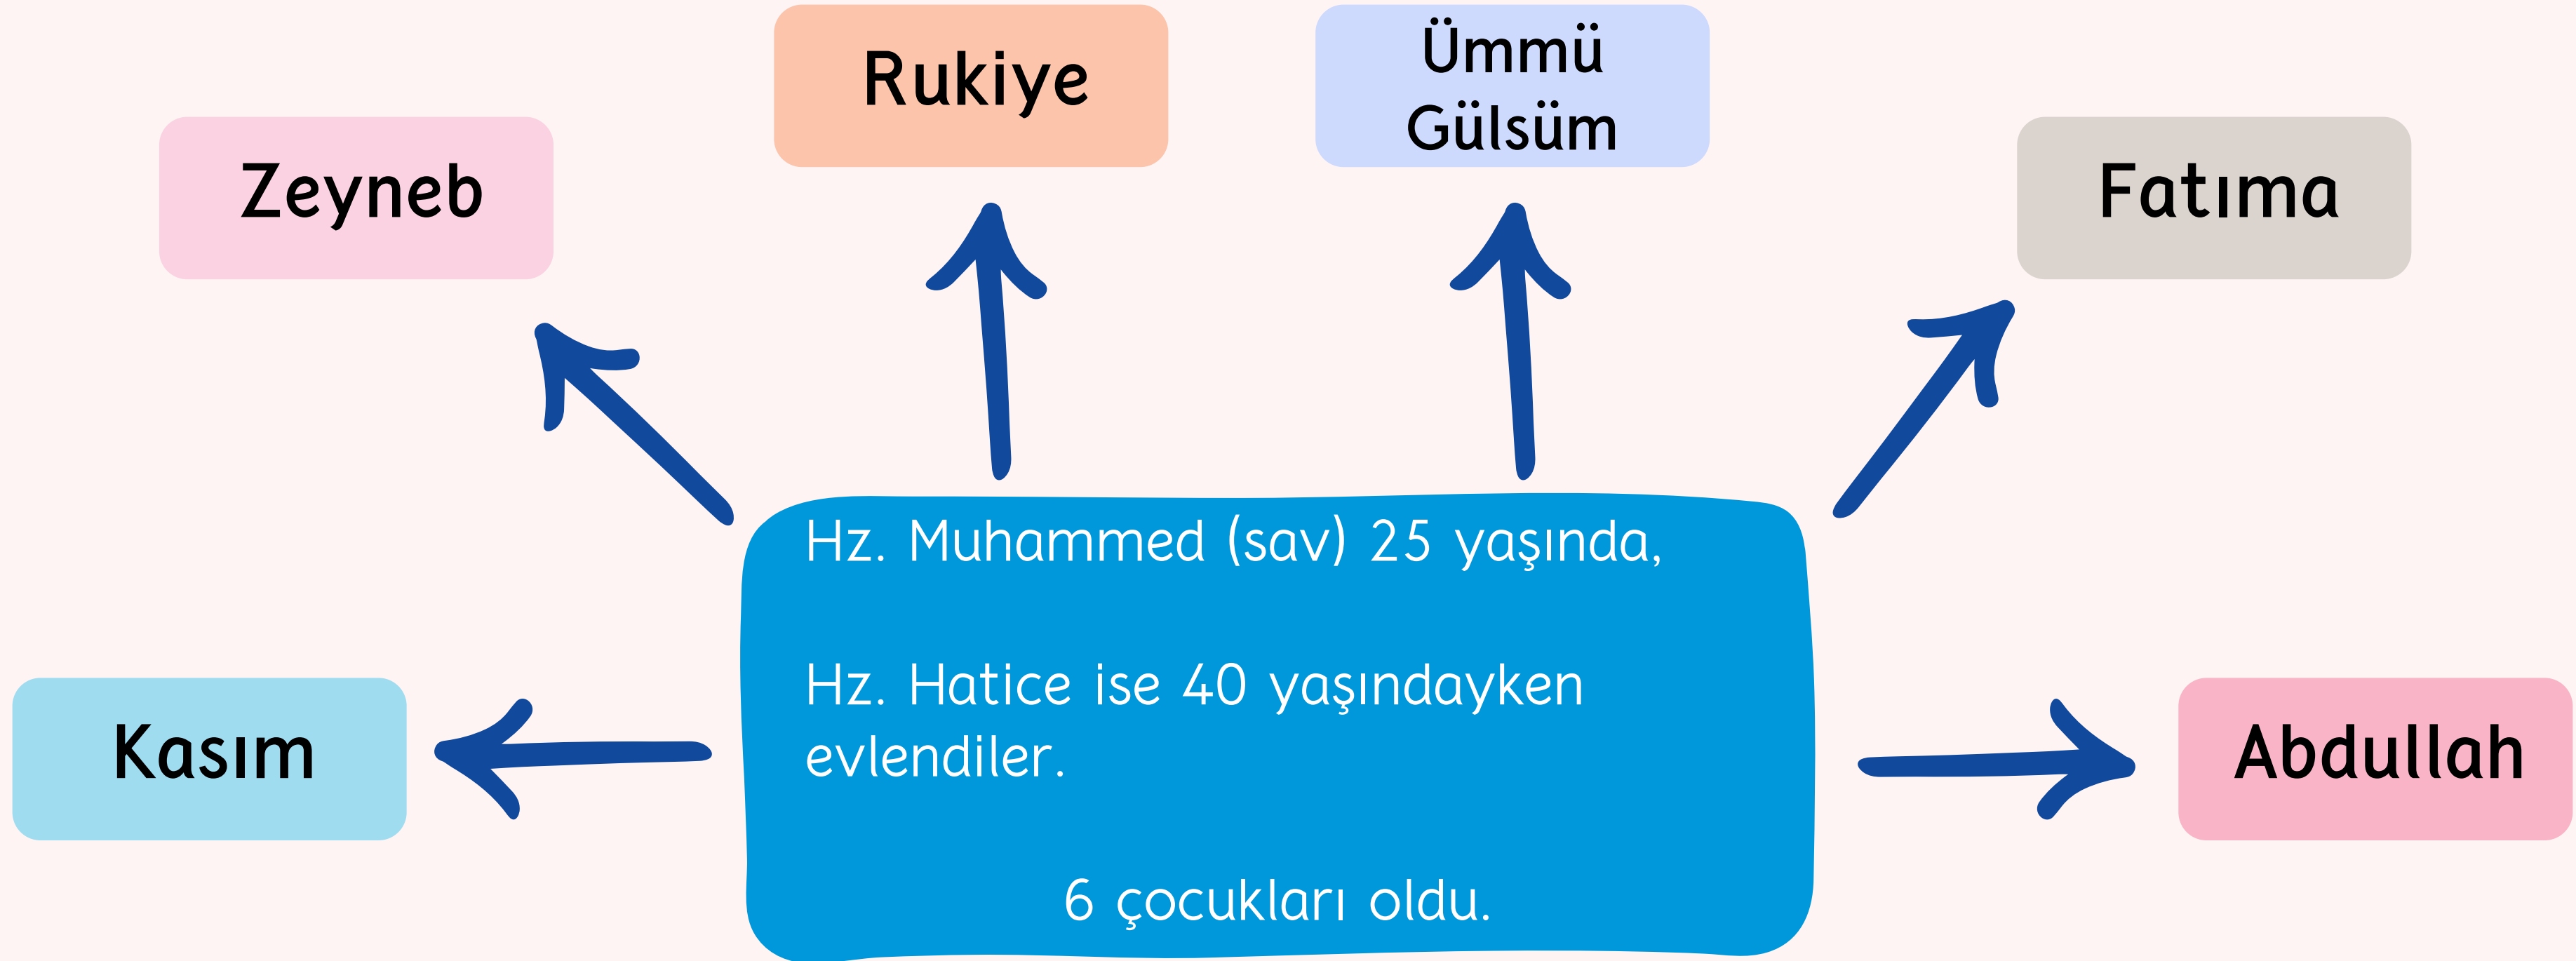 Rukiye
Ümmü
Gülsüm
Zeyneb
Fatıma
Hz. Muhammed (sav) 25 yaşında,
Hz. Hatice ise 40 yaşındayken
evlendiler.
6 çocukları oldu.
Kasım
Abdullah